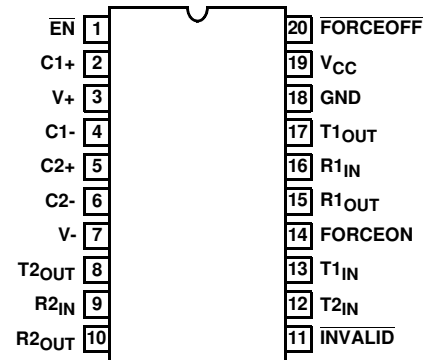 EN 1 20 FORCEOFF
C1+ 2 19 VCC
V+ 3 18 GND
C1- 4 17 T1OUT
C2+ 5 16 R1IN
C2- 6 15 R1OUT
V- 7 14 FORCEON
T2OUT 8 13 T1IN
R2IN 9 12 T2IN
R2OUT 10 11 INVALID